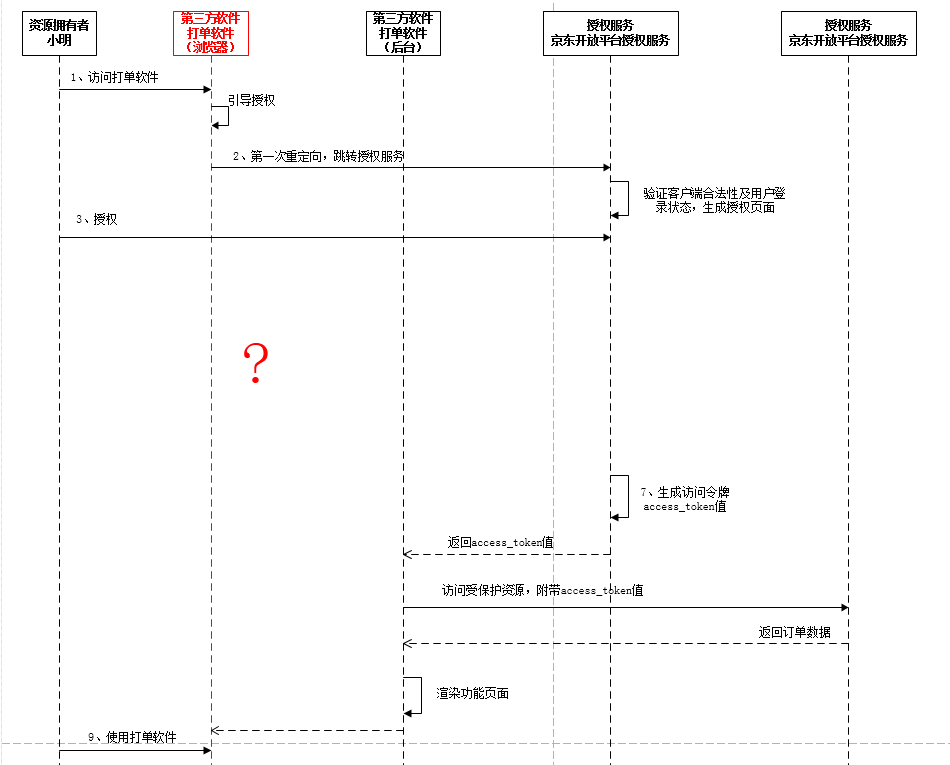 资源拥有者
小明
第三方软件
打单软件
（浏览器）
第三方软件
打单软件
（后台）
授权服务
京东开放平台授权服务
授权服务
京东开放平台授权服务
1、访问打单软件
引导授权
2、第一次重定向，跳转授权服务
验证客户端合法性及用户登
录状态，生成授权页面
3、授权
？
7、生成访问令牌
access_token值
返回access_token值
访问受保护资源，附带access_token值
返回订单数据
渲染功能页面
9、使用打单软件